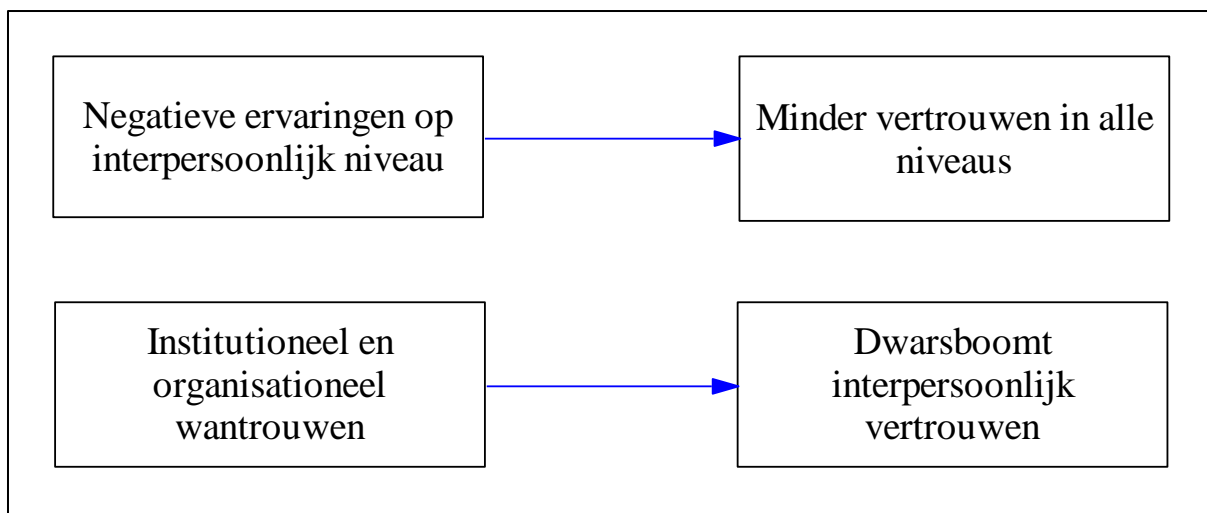 Negatieve ervaringen op
interpersoonlijk niveau
Minder vertrouwen in alle
niveaus
Institutioneel en
organisationeel
wantrouwen
Dwarsboomt
interpersoonlijk
vertrouwen